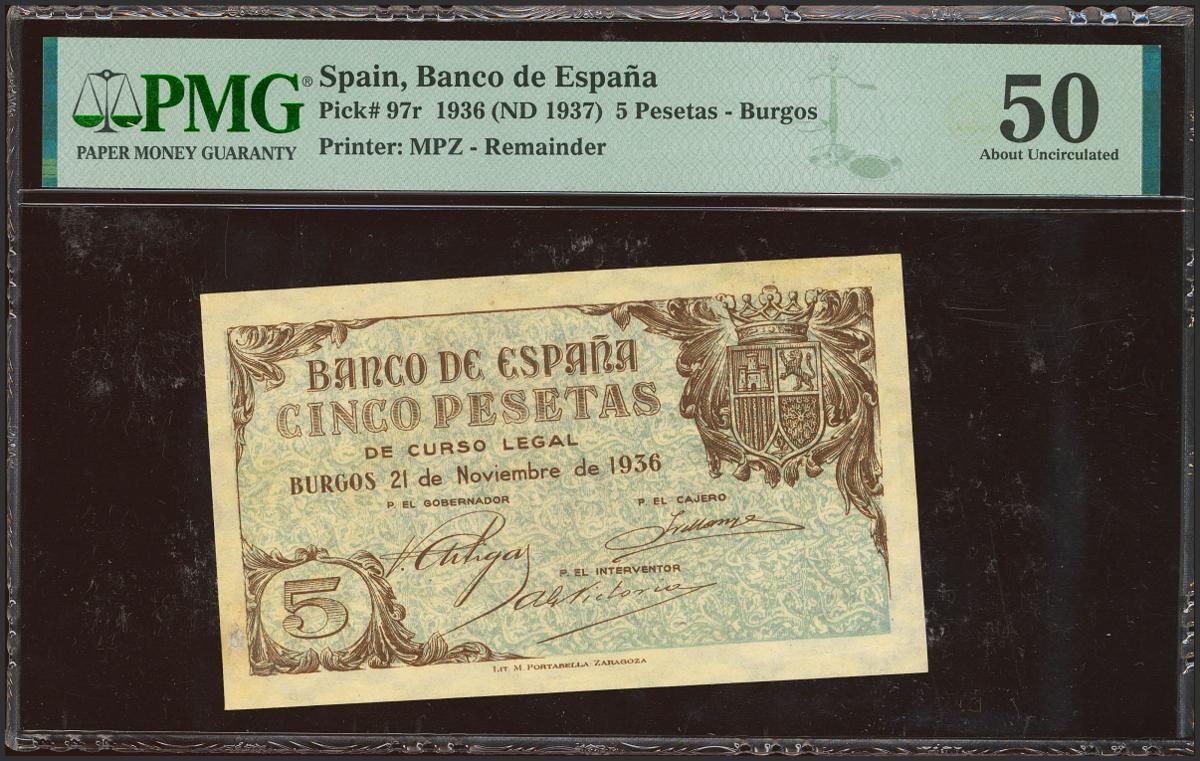 PMG®
PAPER MONEY GUARANTY
Spain, Banco de España
Pick# 97r 1936 (ND 1937) 5 Pesetas - Burgos
Printer: MPZ - Remainder
50
About Uncirculated
BANCO DE ESPAÑA
CINCO PESETAS
DE CURSO LEGAL
BURGOS 21 de Noviembre de 1936
P. EL GOBERNADOR
P. EL CAJERO
P. EL INTERVENTOR
5
LIT. M. PORTABELLA ZARAGOZA